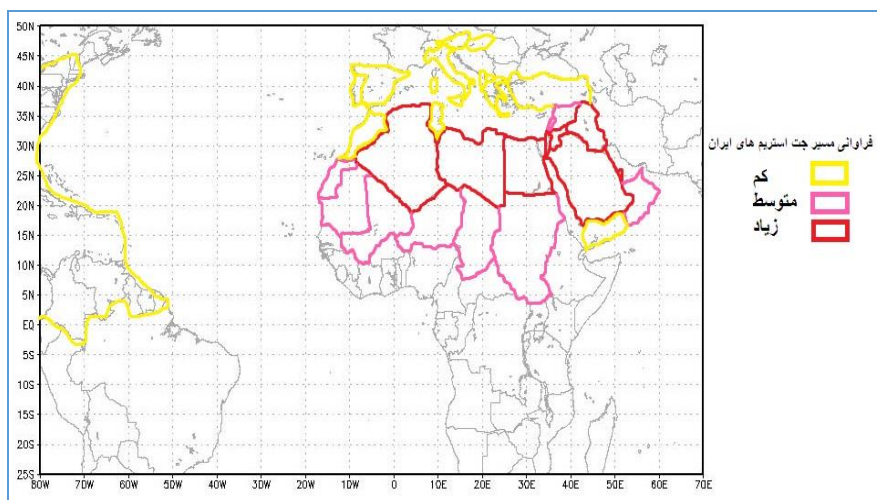 50N
45N
40N
35N
30N
25N
20N
15N
10N
5N
EQ
5S
10S
15S
20S
25S
80W 70W 60W 50W 40W 30W 20W 10W 0 10E 20E 30E 40E 50E 60E 70E
فراوانی مسیر جت استریم های ایران
کم
متوسط
زیاد